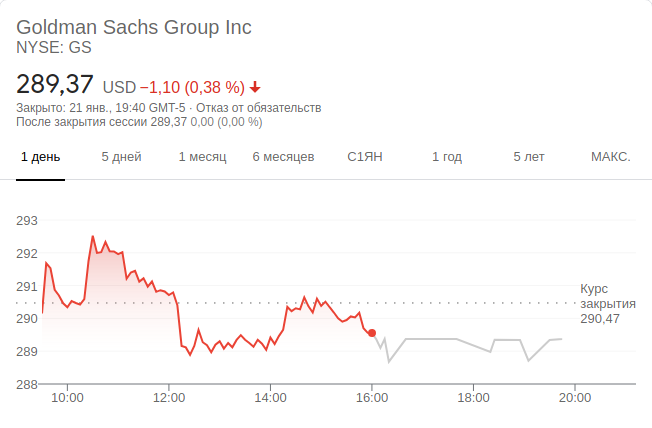 Goldman Sachs Group Inc
NYSE: GS
289,37 USD −1,10 (0,38 %)
Закрыто: 21 янв., 19:40 GMT-5 · Отказ от обязательств
После закрытия сессии 289,37 0,00 (0,00 %)
1 день 5 дней 1 месяц 6 месяцев С1ЯН 1 год 5 лет МАКС.
293
292
291
290
289
288
Курс
закрытия
290,47
10:00 12:00 14:00 16:00 18:00 20:00